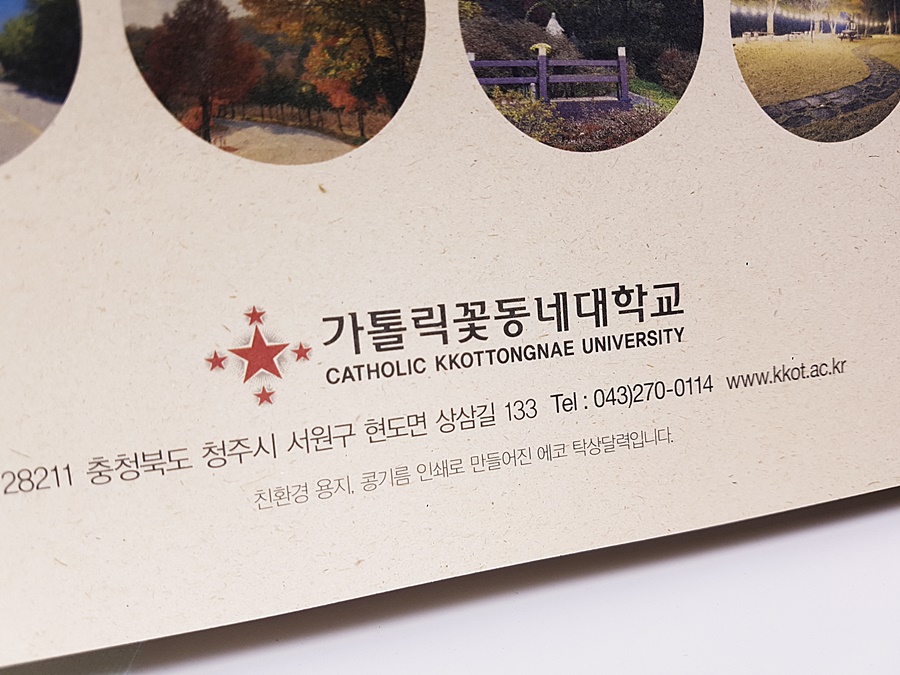 가톨릭꽃동네대학교
CATHOLIC KKOTTONGNAE UNIVERSITY
28211 충청북도 청주시 서원구 현도면 상삼길 133 Tel : 043)270-0114 www.kkot.ac.kr
친환경 용지, 콩기름 인쇄로 만들어진 에코 탁상달력입니다.